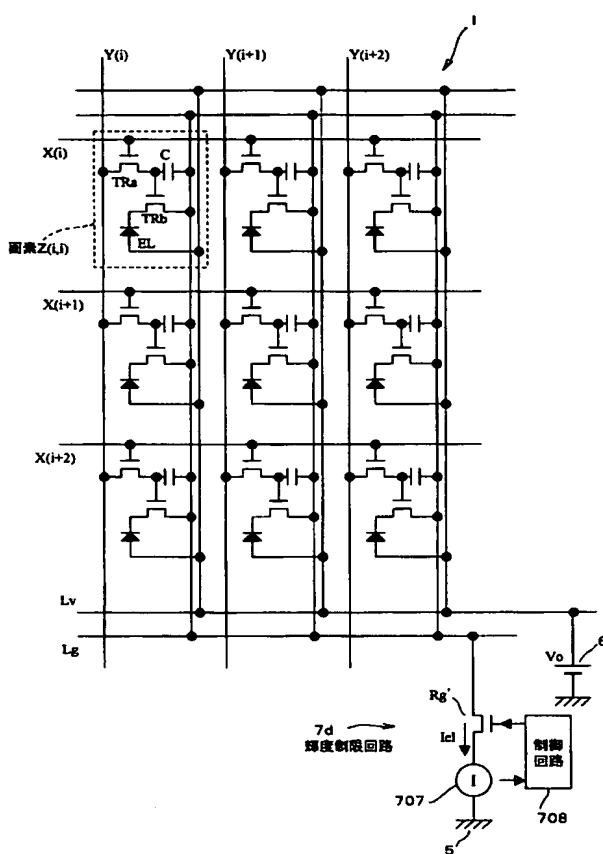 1
Y(i) Y(i+1) Y(i+2)
X(i)
C
TRa
TRb
EL
画素Z(i,i)
X(i+1)
X(i+2)
Lv
Lg
6
Vo
Rg'
7d
輝度制限回路
Iel
制御
回路
I
707
708
5